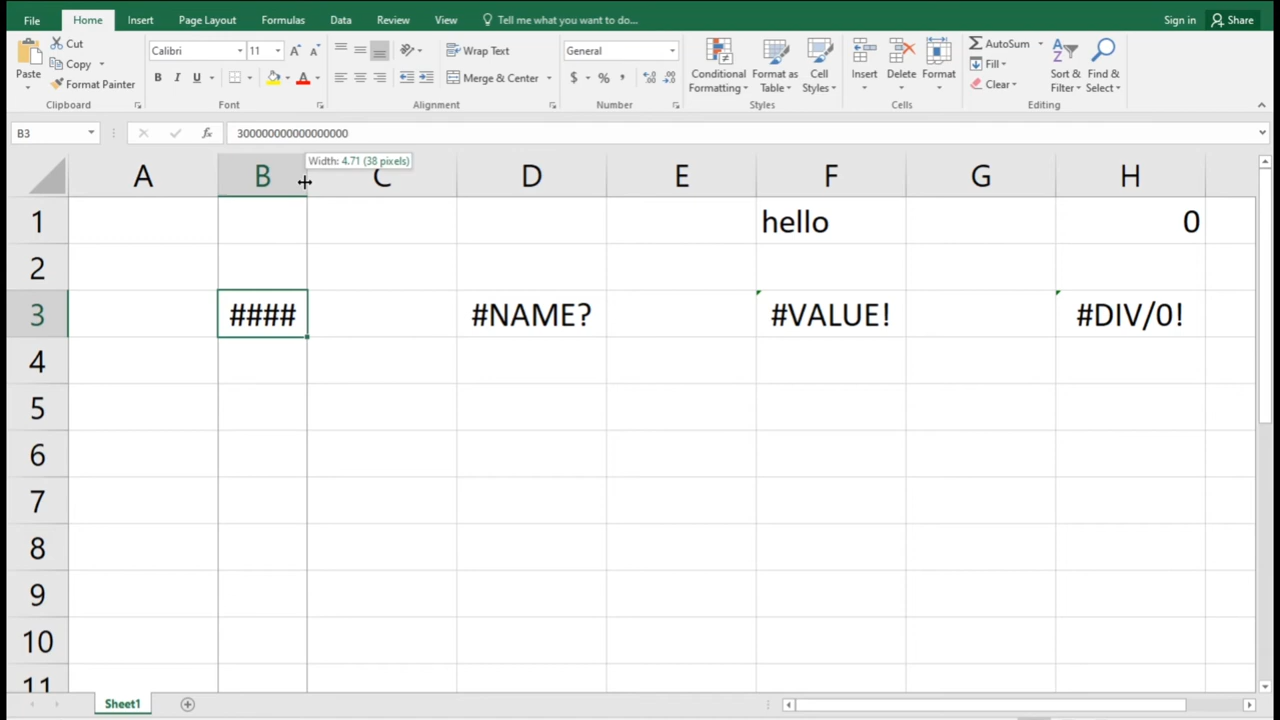 File Home Insert Page Layout Formulas Data Review View Tell me what you want to do... Sign in Share
Cut
Copy
Format Painter
Paste
Clipboard
Calibri 11 A A
B I U A
Font
Wrap Text
Merge & Center
Alignment
General
$ % ,
Number
Conditional Formatting
Format as Table
Cell Styles
Styles
Insert Delete Format
Cells
AutoSum
Fill
Clear
Sort & Filter
Find & Select
Editing
B3 fx 300000000000000000
Width: 4.71 (38 pixels)
A B C D E F G H
1 hello 0
2
3 #### #NAME? #VALUE! #DIV/0!
4
5
6
7
8
9
10
11
Sheet1